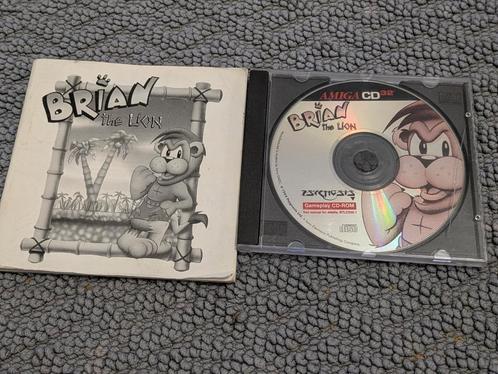 BRIAN
THE LION
AMIGA CD32
BRIAN
THE LION
PSYGNOSIS
Gameplay CD-ROM